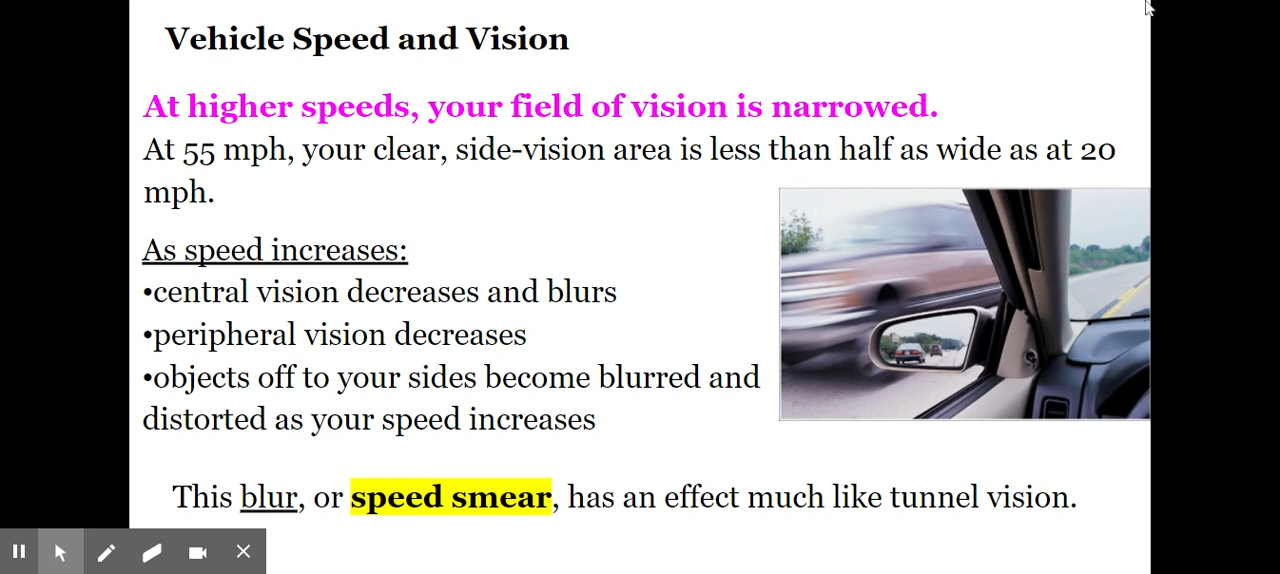 Vehicle Speed and Vision
At higher speeds, your field of vision is narrowed.
At 55 mph, your clear, side-vision area is less than half as wide as at 20
mph.
As speed increases:
•central vision decreases and blurs
•peripheral vision decreases
•objects off to your sides become blurred and
distorted as your speed increases
This blur, or speed smear, has an effect much like tunnel vision.